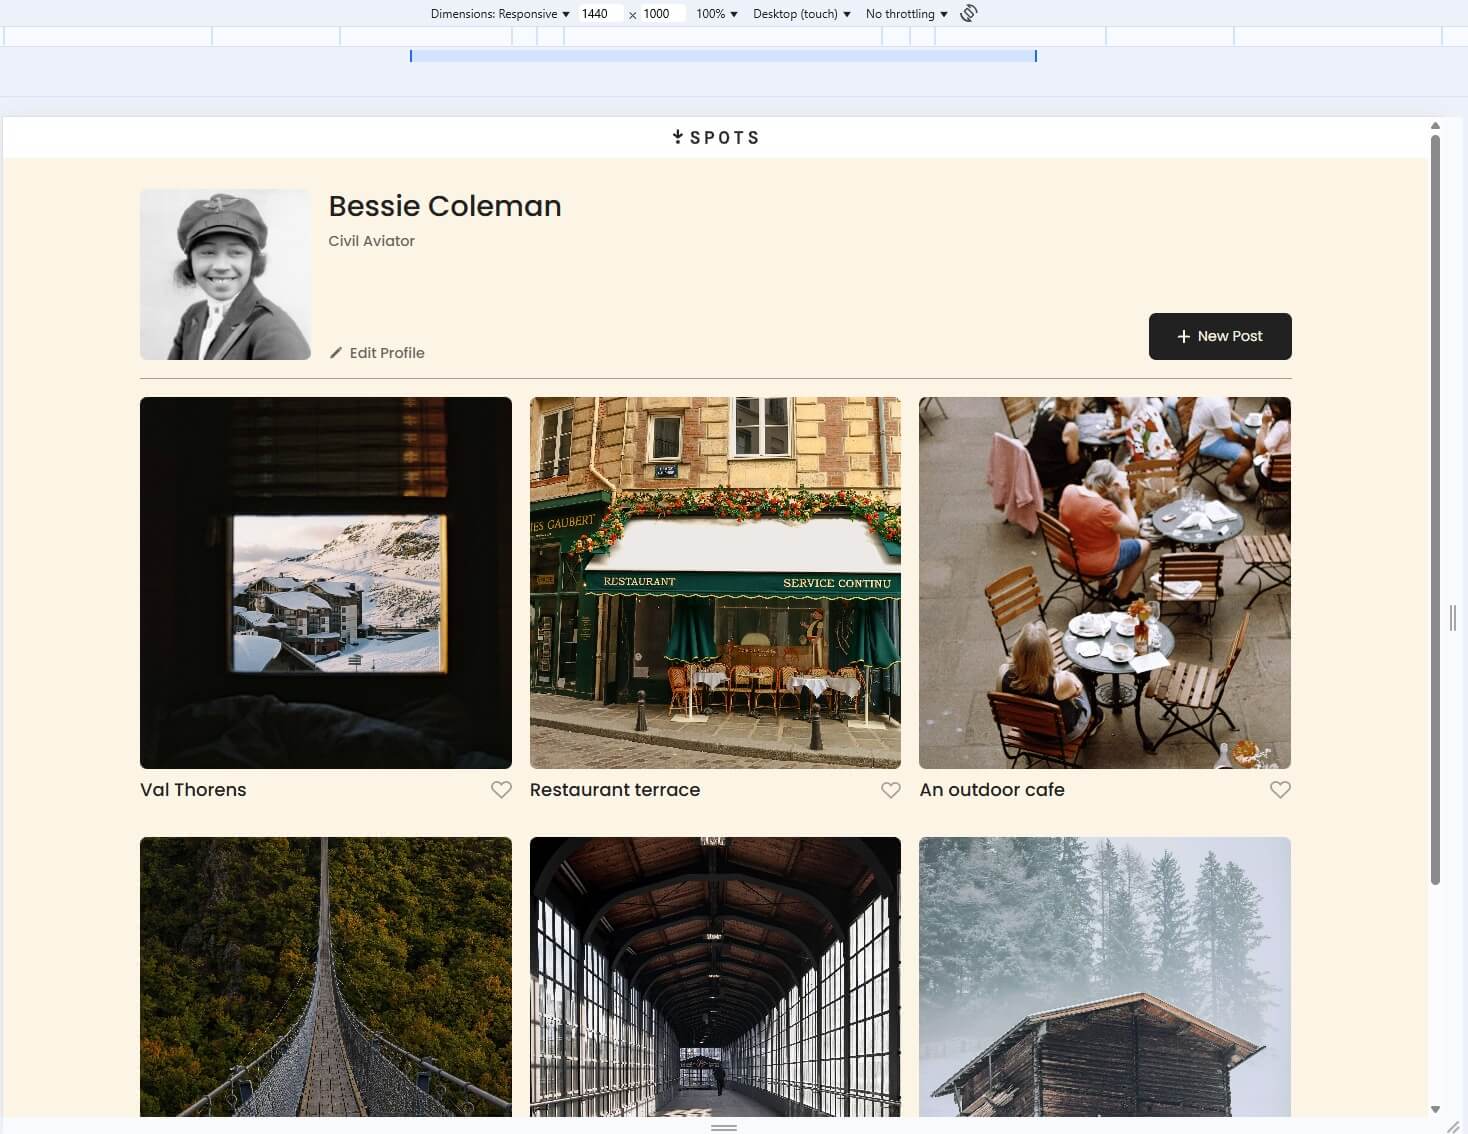 Dimensions: Responsive 1440 x 1000 100% Desktop (touch) No throttling
SPOTS
Bessie Coleman
Civil Aviator
Edit Profile
New Post
IES GAUBERT
RESTAURANT SERVICE CONTINU
Val Thorens
Restaurant terrace
An outdoor cafe